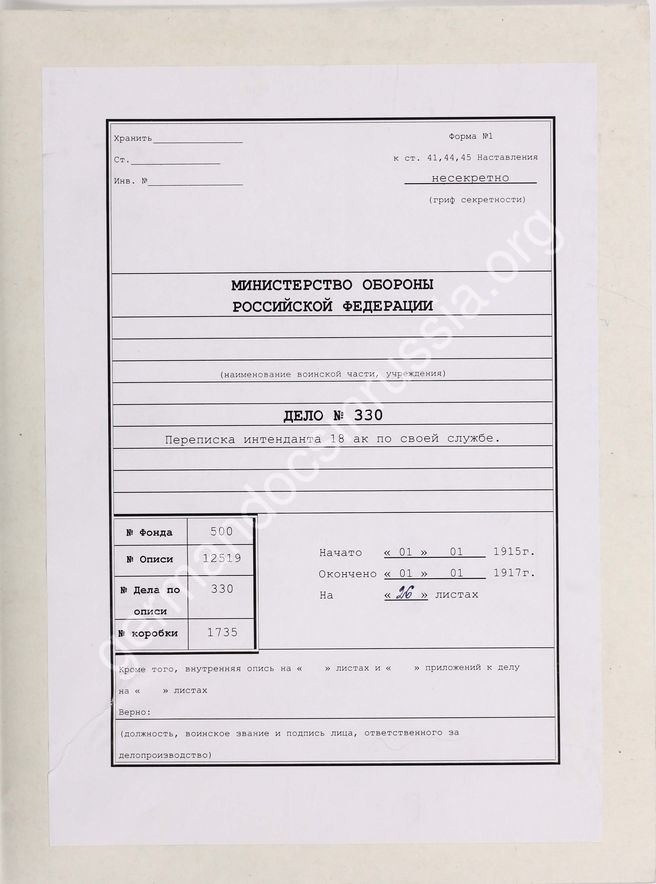 Хранить
Форма №1
Ст.
к ст. 41,44,45 Наставления
Инв. №
несекретно
(гриф секретности)
МИНИСТЕРСТВО ОБОРОНЫ
РОССИЙСКОЙ ФЕДЕРАЦИИ
(наименование воинской части, учреждения)
ДЕЛО № 330
Переписка интенданта 18 ак по своей службе.
№ Фонда 500
№ Описи 12519
№ Дела по описи 330
№ коробки 1735
Начато « 01 » 01 1915г.
Окончено « 01 » 01 1917г.
На « 26 » листах
Кроме того, внутренняя опись на « » листах и « » приложений к делу
на « » листах
Верно:
(должность, воинское звание и подпись лица, ответственного за
делопроизводство)
germandocsinrussia.org